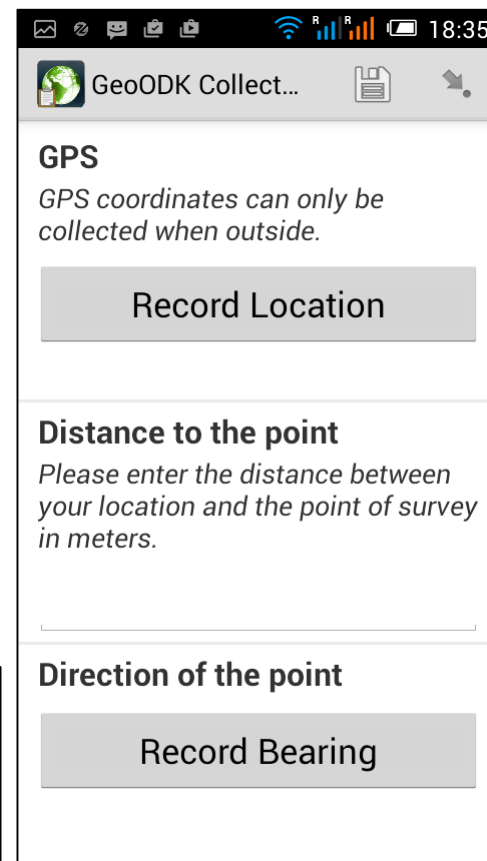 R R 18:35
GeoODK Collect...
GPS
GPS coordinates can only be
collected when outside.
Record Location
Distance to the point
Please enter the distance between
your location and the point of survey
in meters.
Direction of the point
Record Bearing